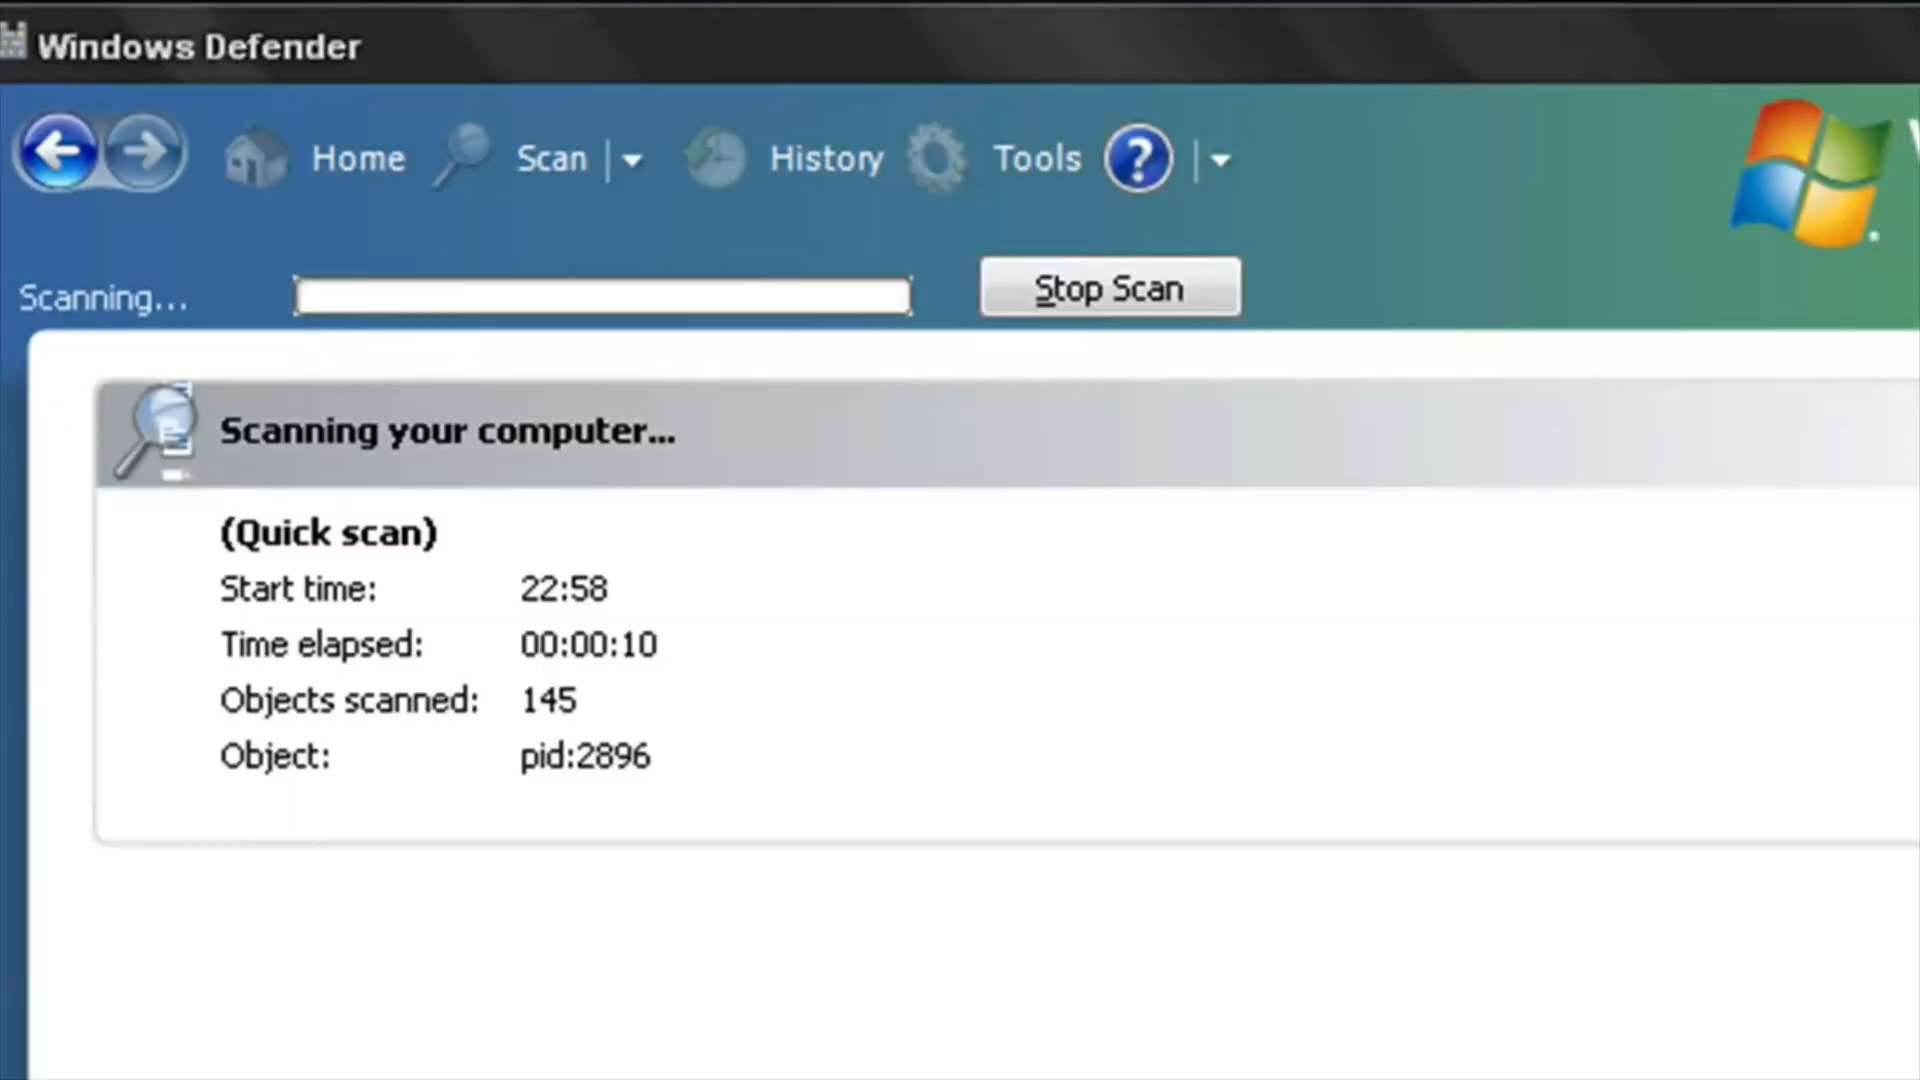 Windows Defender
Home Scan History Tools ?
Scanning... Stop Scan
Scanning your computer...
(Quick scan)
Start time: 22:58
Time elapsed: 00:00:10
Objects scanned: 145
Object: pid:2896